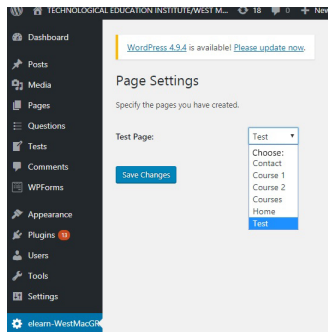 TECHNOLOGICAL EDUCATION INSTITUTE/WEST M... 18 0 + New
Dashboard
WordPress 4.9.4 is available! Please update now.
Posts
Media
Page Settings
Pages
Specify the pages you have created.
Questions
Tests
Test Page:
Test
Comments
Choose:
WPForms
Save Changes
Contact
Course 1
Course 2
Courses
Home
Test
Appearance
Plugins 13
Users
Tools
Settings
elearn-WestMacGR